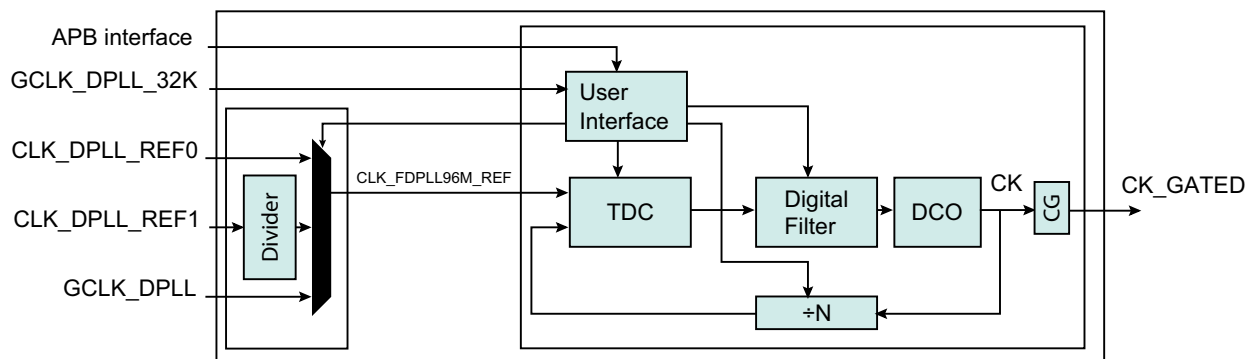 APB interface
GCLK_DPLL_32K
User
Interface
CLK_DPLL_REF0
CLK_FDPLL96M_REF
CLK_DPLL_REF1
Divider
TDC
Digital
Filter
DCO
CK
CG
CK_GATED
GCLK_DPLL
÷N